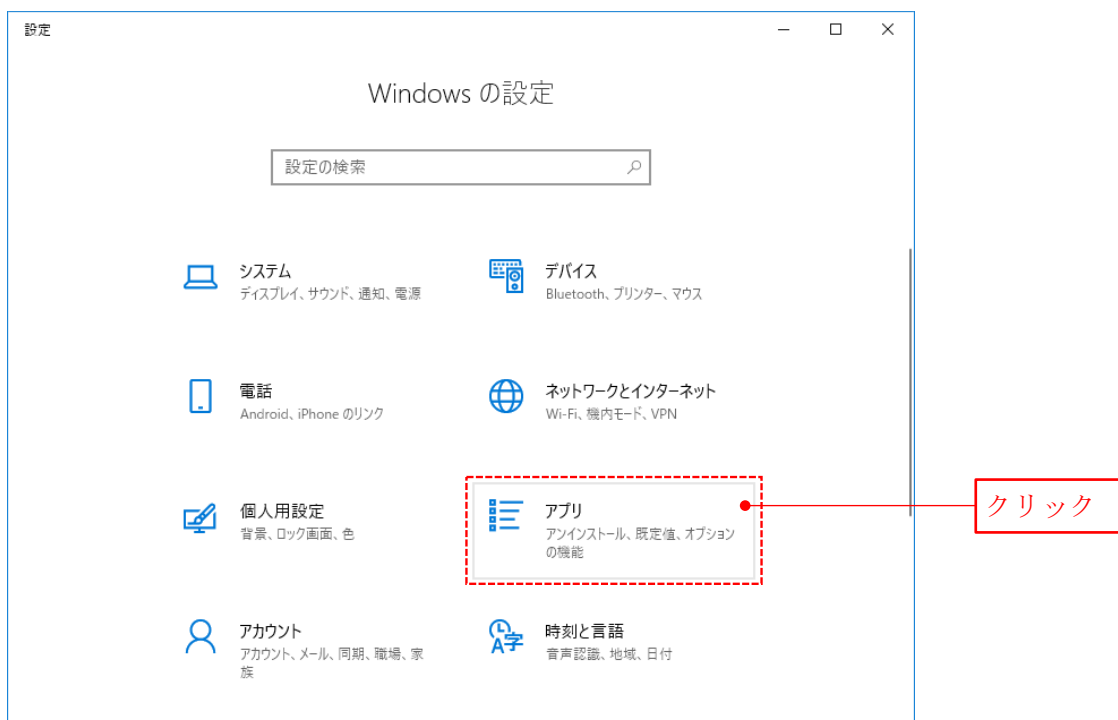 設定
Windows の設定
設定の検索
システム
ディスプレイ、サウンド、通知、電源
デバイス
Bluetooth、プリンター、マウス
電話
Android、iPhone のリンク
ネットワークとインターネット
Wi-Fi、機内モード、VPN
個人用設定
背景、ロック画面、色
アプリ
アンインストール、既定値、オプション
の機能
クリック
アカウント
アカウント、メール、同期、職場、家
族
時刻と言語
音声認識、地域、日付